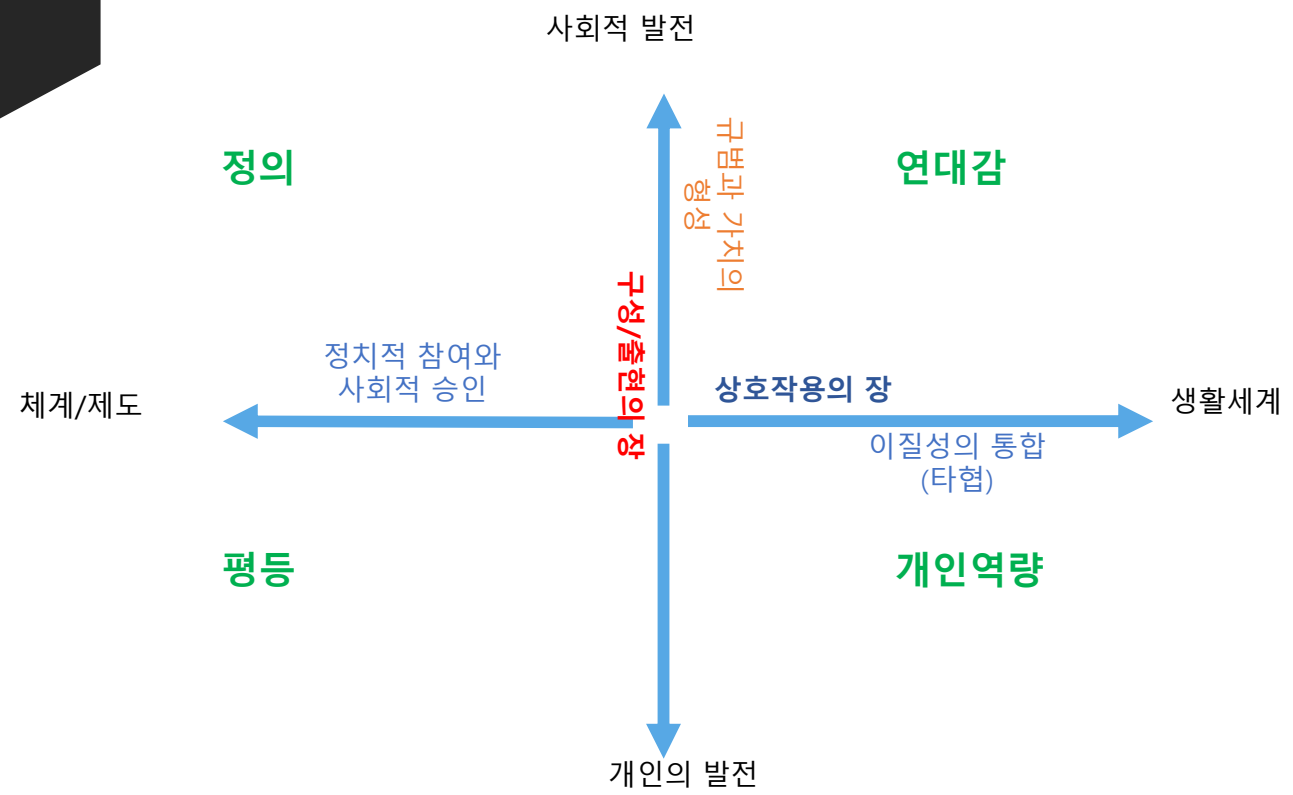 사회적 발전
정의
규범과 가치의
형성
연대감
구성/출현의 장
정치적 참여와
사회적 승인
체계/제도
상호작용의 장
생활세계
이질성의 통합
(타협)
평등
개인역량
개인의 발전